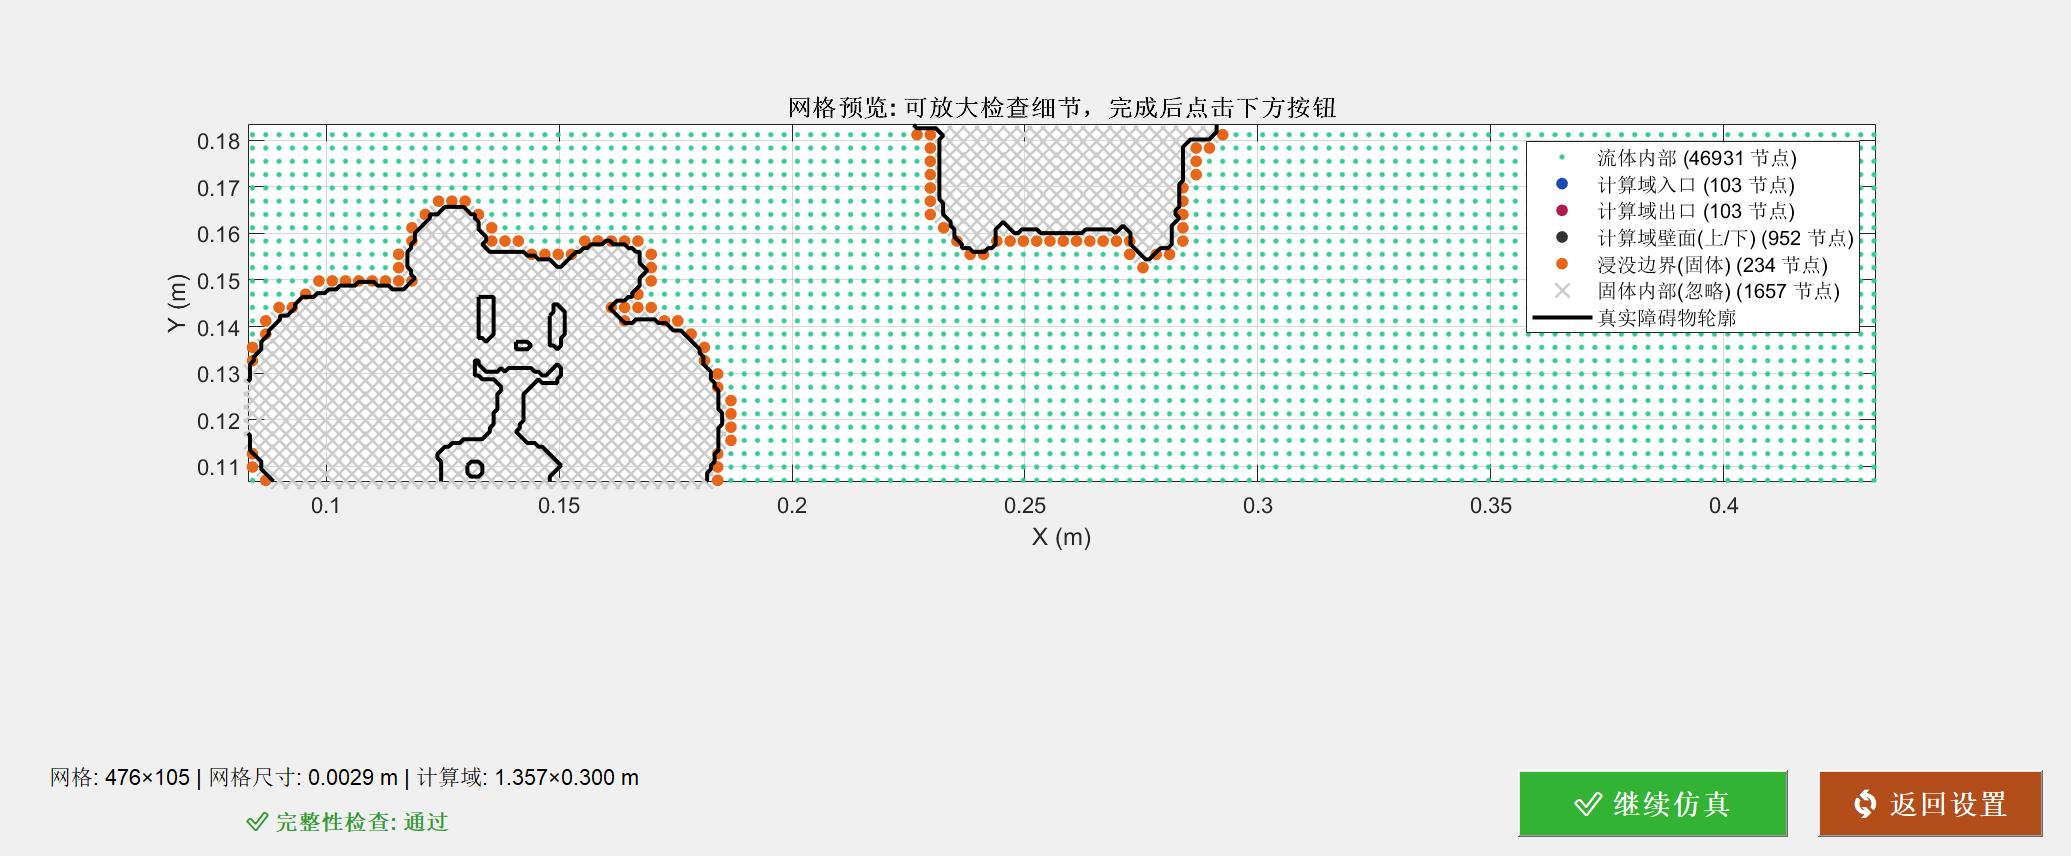 网格预览: 可放大检查细节，完成后点击下方按钮
0.18
0.17
0.16
0.15
0.14
0.13
0.12
0.11
Y (m)
流体内部 (46931 节点)
计算域入口 (103 节点)
计算域出口 (103 节点)
计算域壁面(上/下) (952 节点)
浸没边界(固体) (234 节点)
固体内部(忽略) (1657 节点)
真实障碍物轮廓
0.1 0.15 0.2 0.25 0.3 0.35 0.4
X (m)
网格: 476×105 | 网格尺寸: 0.0029 m | 计算域: 1.357×0.300 m
完整性检查: 通过
继续仿真
返回设置